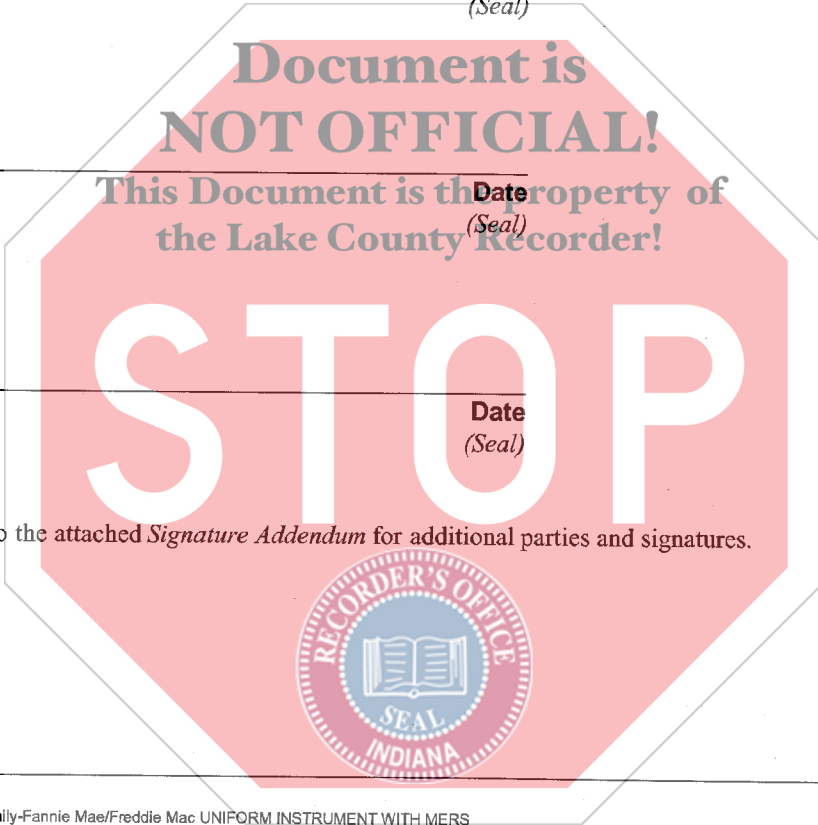 (Seal)
Document is
NOT OFFICIAL!
This Document is the property of
Date
the Lake County Recorder!
(Seal)
STOP
Date
(Seal)
the attached Signature Addendum for additional parties and signatures.
RECORDER'S OFFICE
SEAL
INDIANA
Fannie Mae/Freddie Mac UNIFORM INSTRUMENT WITH MERS